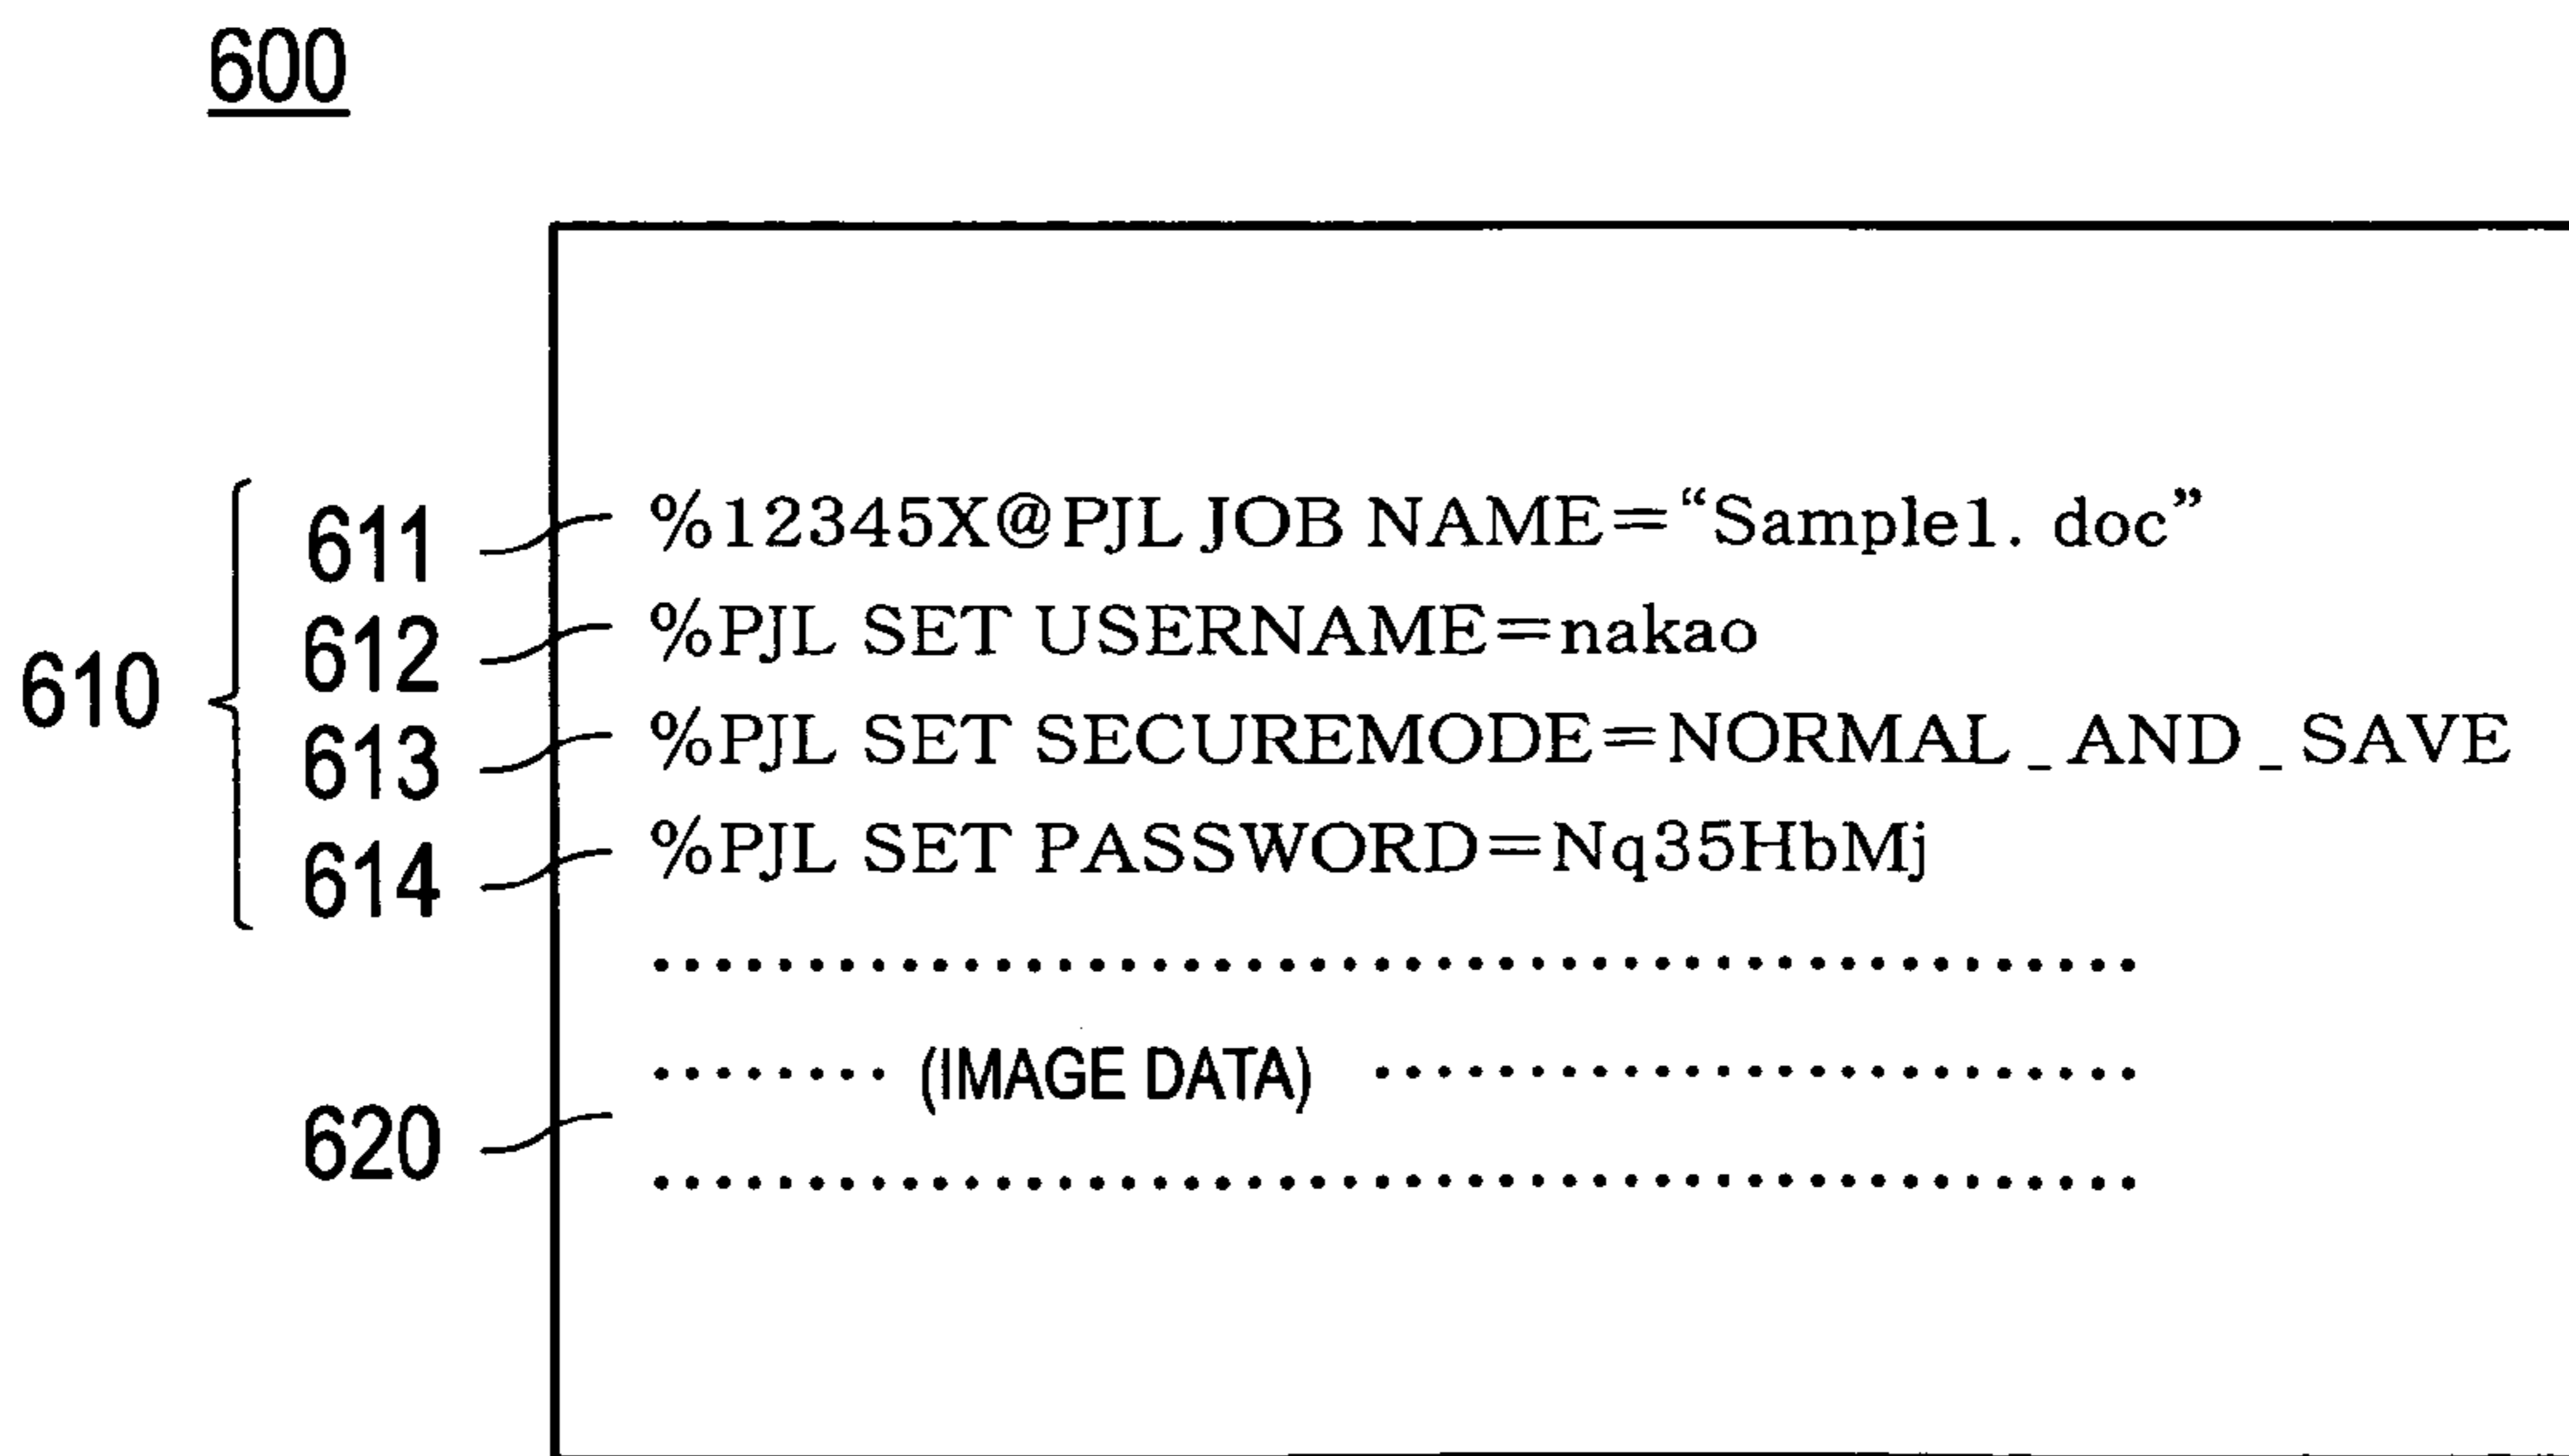 600
611 %12345X@PJL JOB NAME=“Sample1. doc”
612 %PJL SET USERNAME=nakao
610
613 %PJL SET SECUREMODE=NORMAL_AND_SAVE
614 %PJL SET PASSWORD=Nq35HbMj
................................................
........ (IMAGE DATA) .........................
620
................................................